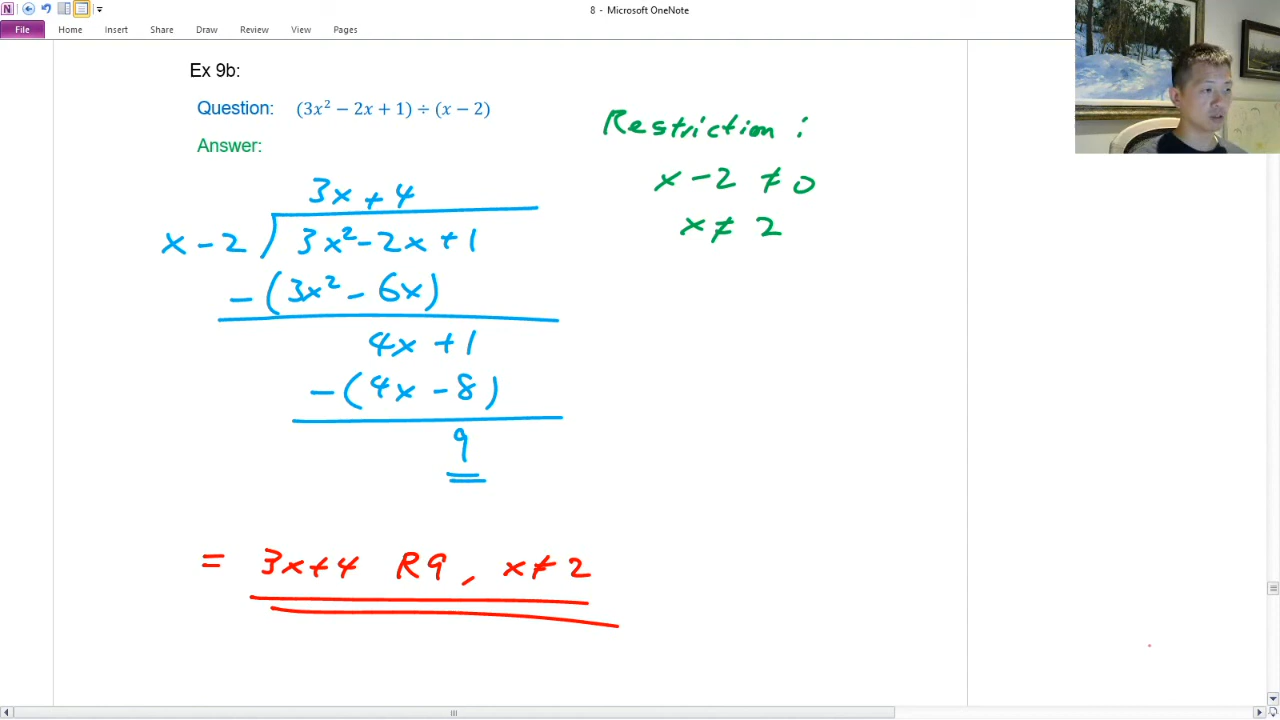 8 - Microsoft OneNote
File Home Insert Share Draw Review View Pages
Ex 9b:
Question: (3x² − 2x + 1) ÷ (x − 2)
Answer:
Restriction :
x − 2 ≠ 0
x ≠ 2
3x + 4
x − 2 ) 3x² − 2x + 1
− (3x² − 6x)
4x + 1
− (4x − 8)
9
= 3x + 4 R9 , x ≠ 2